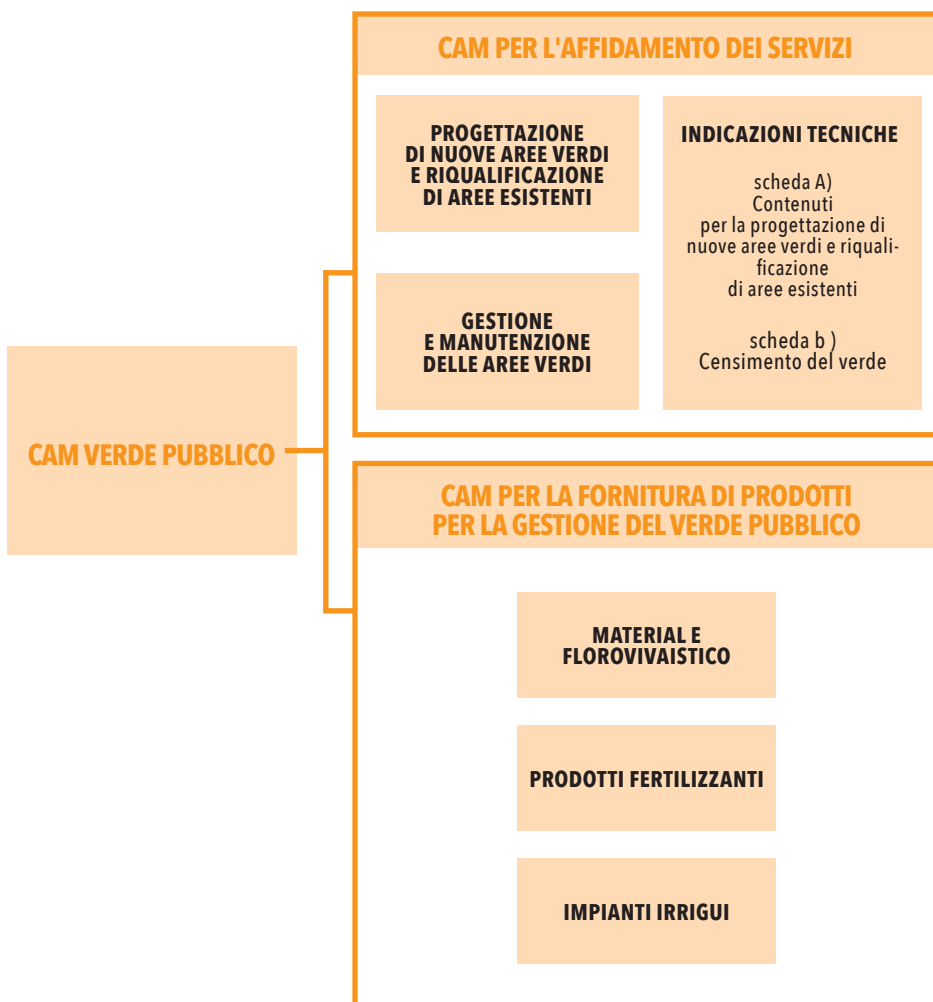 CAM PER L'AFFIDAMENTO DEI SERVIZI
PROGETTAZIONE
DI NUOVE AREE VERDI
E RIQUALIFICAZIONE
DI AREE ESISTENTI
GESTIONE
E MANUTENZIONE
DELLE AREE VERDI
INDICAZIONI TECNICHE
scheda A)
Contenuti
per la progettazione di
nuove aree verdi e riquali-
ficazione
di aree esistenti
scheda b )
Censimento del verde
CAM VERDE PUBBLICO
CAM PER LA FORNITURA DI PRODOTTI
PER LA GESTIONE DEL VERDE PUBBLICO
MATERIAL E
FLOROVIVAISTICO
PRODOTTI FERTILIZZANTI
IMPIANTI IRRIGUI